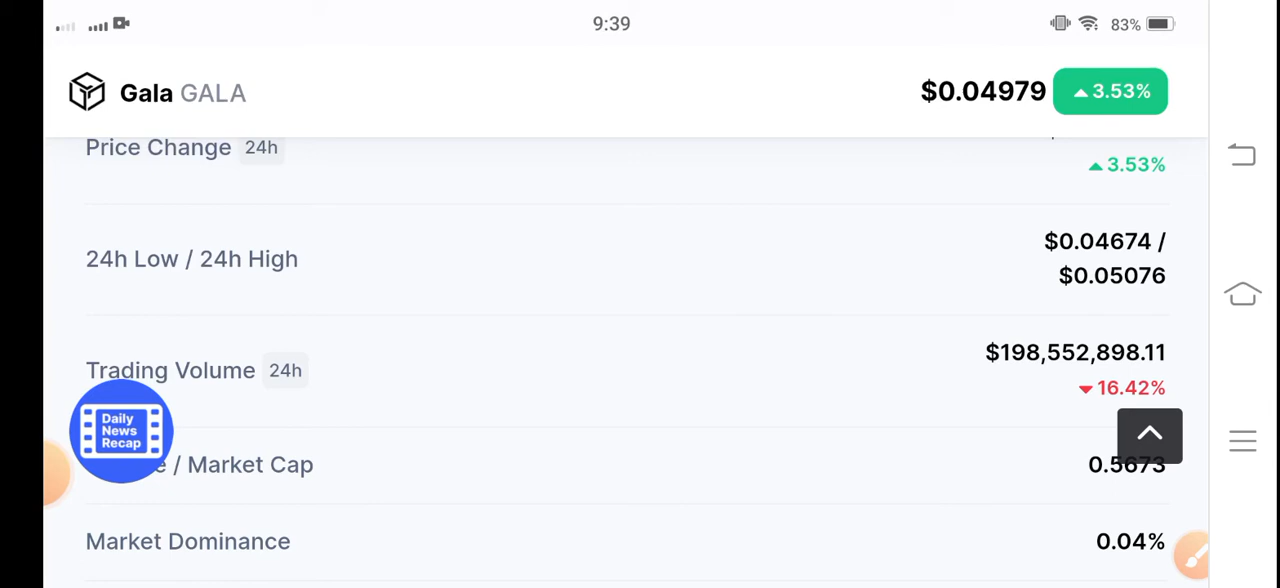 9:39
83%
Gala GALA
$0.04979 3.53%
Price Change 24h
3.53%
24h Low / 24h High
$0.04674 /
$0.05076
Trading Volume 24h
$198,552,898.11
16.42%
Daily
News
Recap
/ Market Cap
0.5673
Market Dominance
0.04%